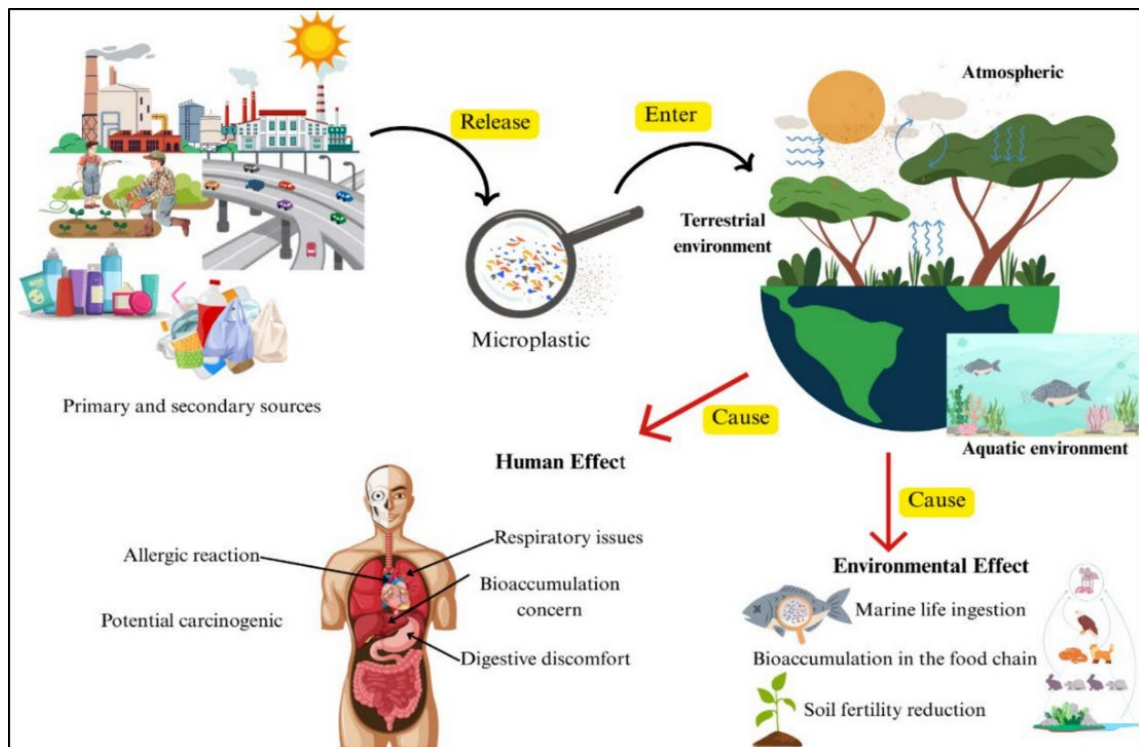 Atmospheric
Release
Enter
Terrestrial
environment
Microplastic
Primary and secondary sources
Cause
Aquatic environment
Human Effect
Cause
Allergic reaction
Respiratory issues
Bioaccumulation
concern
Potential carcinogenic
Digestive discomfort
Environmental Effect
Marine life ingestion
Bioaccumulation in the food chain
Soil fertility reduction